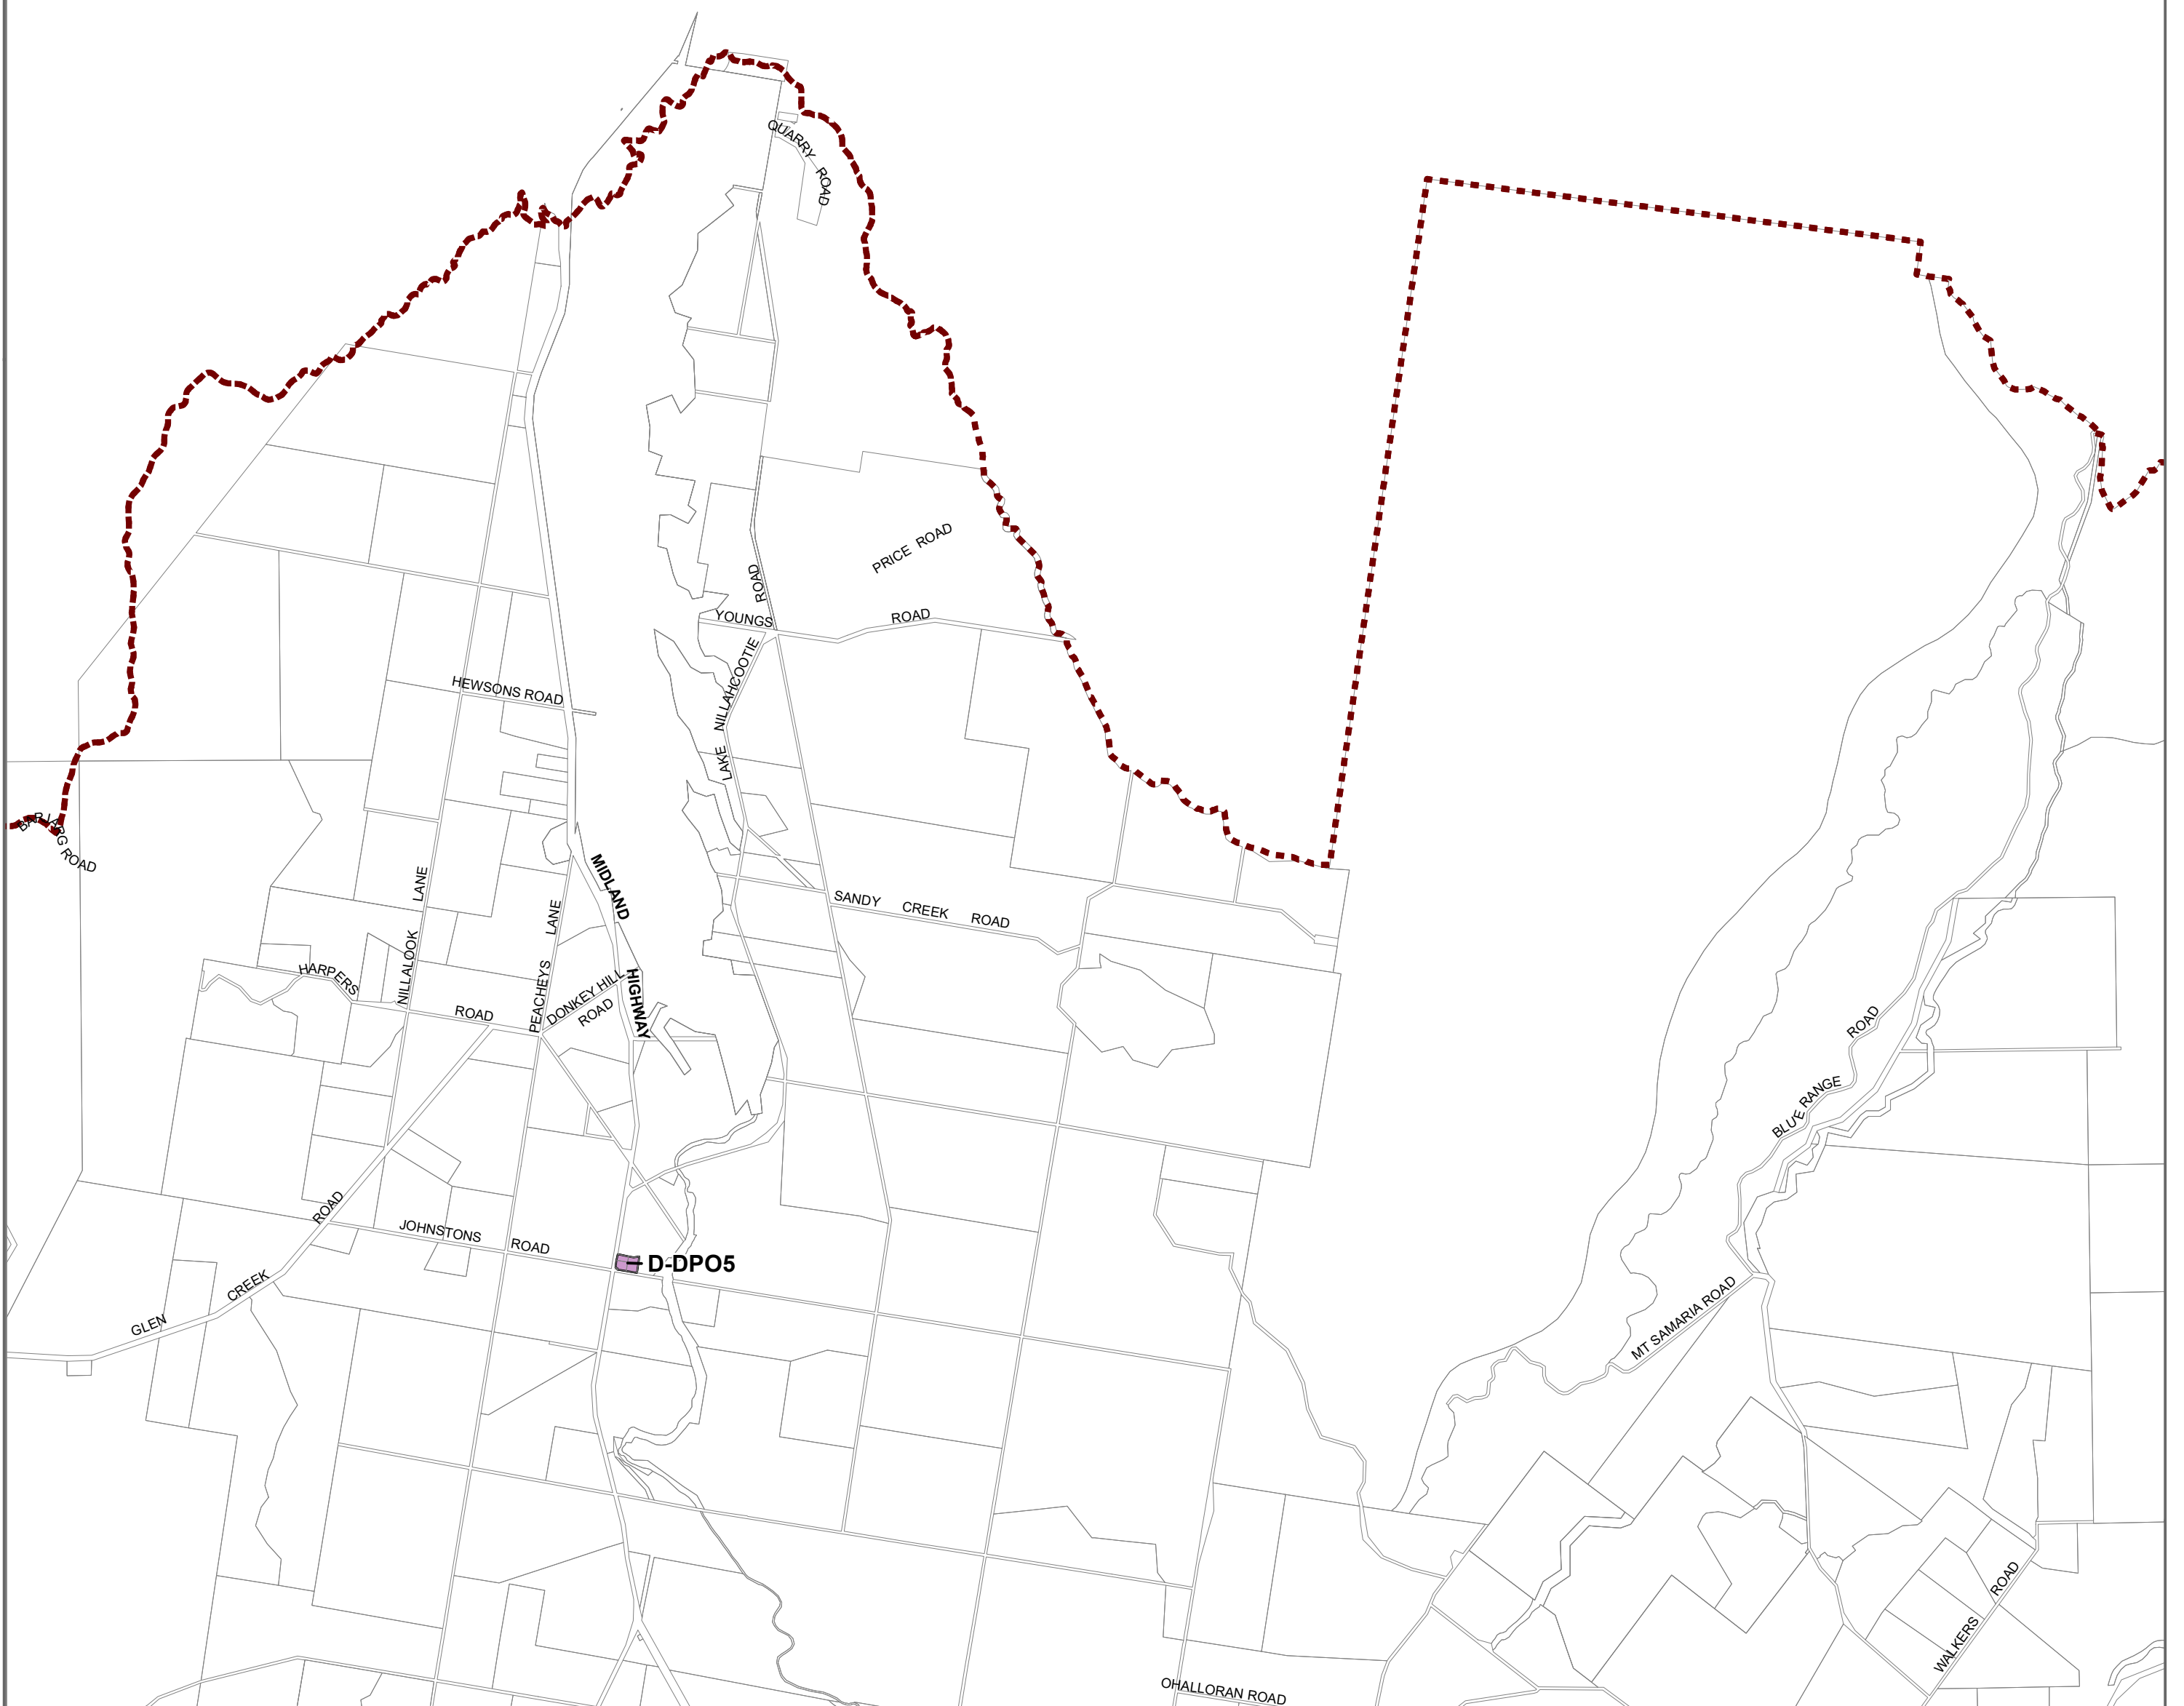 QUARRY ROAD
PRICE ROAD
ROAD
YOUNGS ROAD
LAKE NILLAHCOOTIE
HEWSONS ROAD
BARJARG ROAD
MIDLAND HIGHWAY
NILLALOOK LANE
PEACHEYS LANE
SANDY CREEK ROAD
HARPERS ROAD
DONKEY HILL ROAD
BLUE RANGE ROAD
GLEN CREEK ROAD
JOHNSTONS ROAD
D-DPO5
MT SAMARIA ROAD
WALKERS ROAD
OHALLORAN ROAD